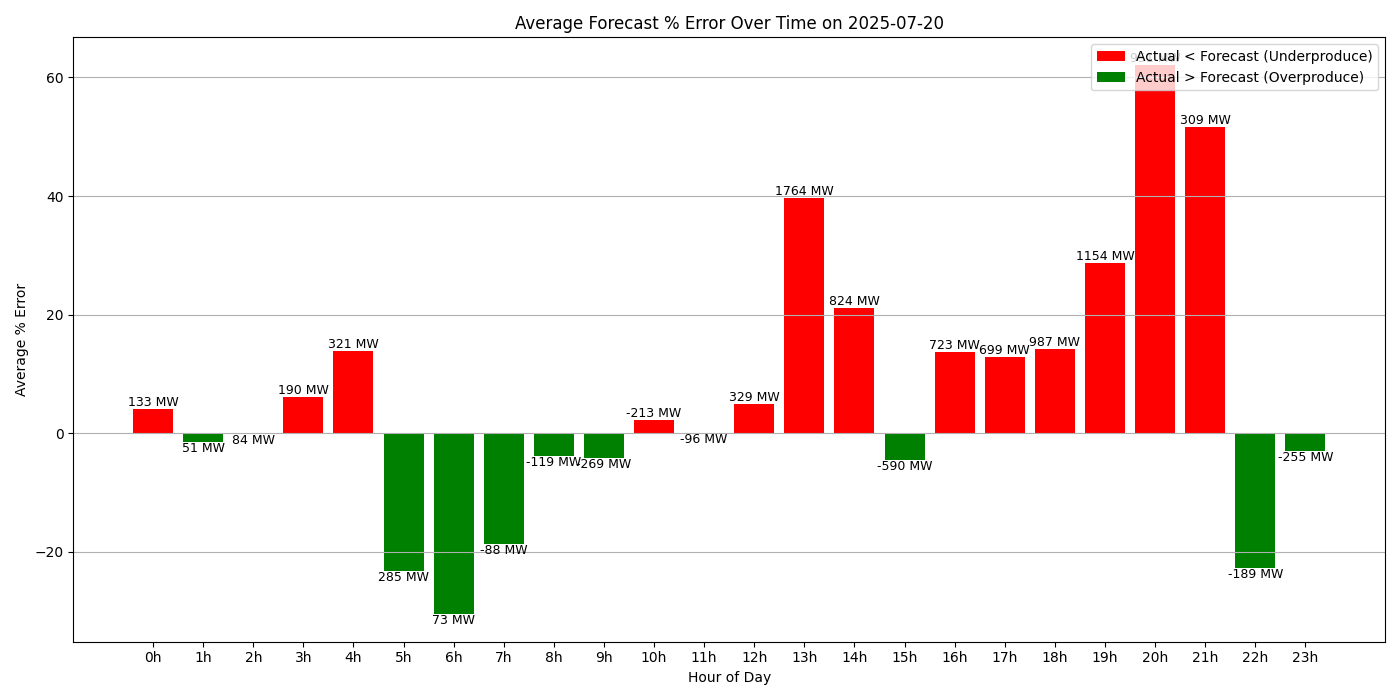 Average Forecast % Error Over Time on 2025-07-20
Actual < Forecast (Underproduce)
Actual > Forecast (Overproduce)
Average % Error
60
40
20
0
−20
133 MW
51 MW
84 MW
190 MW
321 MW
285 MW
73 MW
-88 MW
-119 MW
-269 MW
-213 MW
-96 MW
329 MW
1764 MW
824 MW
-590 MW
723 MW
699 MW
987 MW
1154 MW
309 MW
-189 MW
-255 MW
0h 1h 2h 3h 4h 5h 6h 7h 8h 9h 10h 11h 12h 13h 14h 15h 16h 17h 18h 19h 20h 21h 22h 23h
Hour of Day